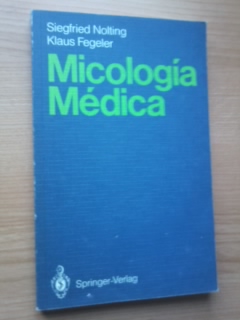 Siegfried Nolting
Klaus Fegeler
Micología
Médica
Springer-Verlag